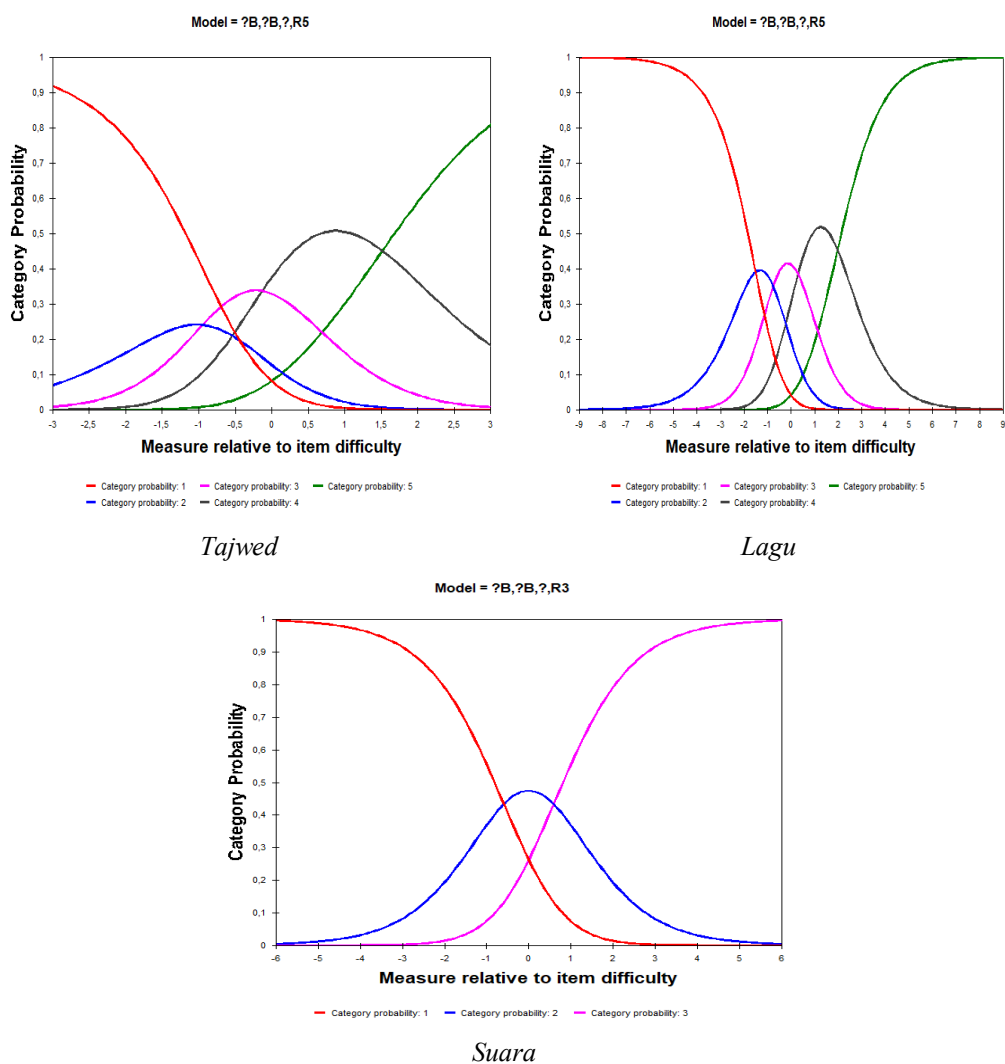 Model = ?B,?B,?,R5
Category Probability
1
0,9
0,8
0,7
0,6
0,5
0,4
0,3
0,2
0,1
0
-3 -2,5 -2 -1,5 -1 -0,5 0 0,5 1 1,5 2 2,5 3
Measure relative to item difficulty
Category probability: 1 Category probability: 3 Category probability: 5
Category probability: 2 Category probability: 4
Tajwed
Model = ?B,?B,?,R5
Category Probability
1
0,9
0,8
0,7
0,6
0,5
0,4
0,3
0,2
0,1
0
-9 -8 -7 -6 -5 -4 -3 -2 -1 0 1 2 3 4 5 6 7 8 9
Measure relative to item difficulty
Category probability: 1 Category probability: 3 Category probability: 5
Category probability: 2 Category probability: 4
Lagu
Model = ?B,?B,?,R3
Category Probability
1
0,9
0,8
0,7
0,6
0,5
0,4
0,3
0,2
0,1
0
-6 -5 -4 -3 -2 -1 0 1 2 3 4 5 6
Measure relative to item difficulty
Category probability: 1 Category probability: 2 Category probability: 3
Suara